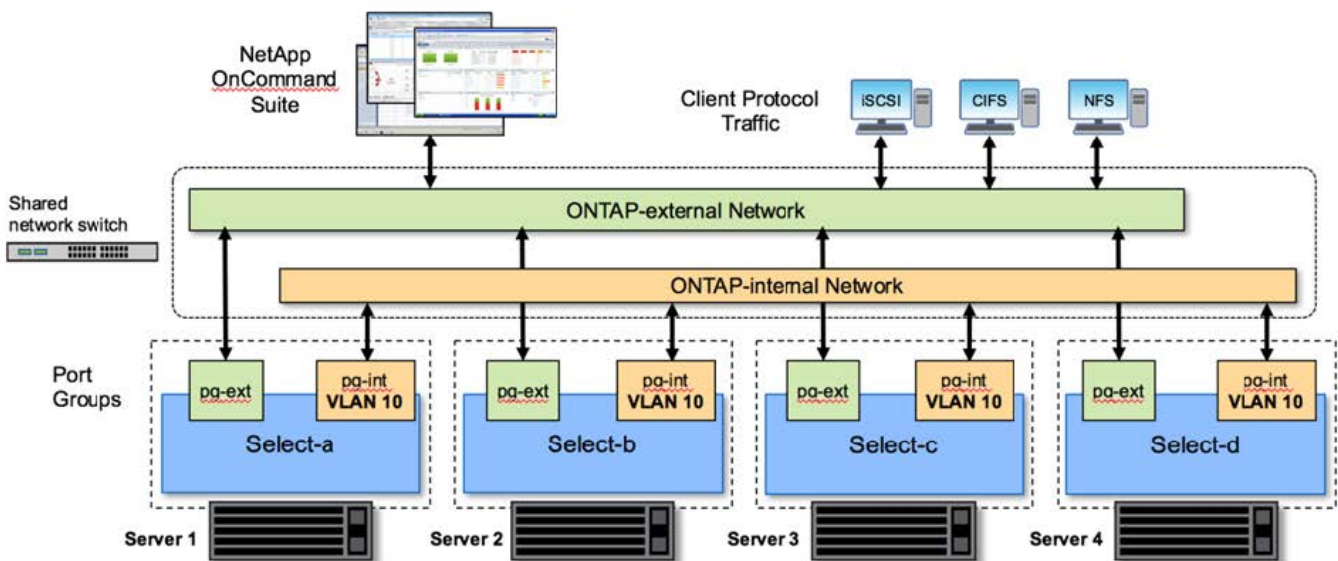 NetApp
OnCommand
Suite
Client Protocol
Traffic
iSCSI
CIFS
NFS
Shared
network switch
ONTAP-external Network
ONTAP-internal Network
Port
Groups
pg-ext
pg-int
VLAN 10
Select-a
pg-ext
pg-int
VLAN 10
Select-b
pg-ext
pg-int
VLAN 10
Select-c
pg-ext
pg-int
VLAN 10
Select-d
Server 1
Server 2
Server 3
Server 4